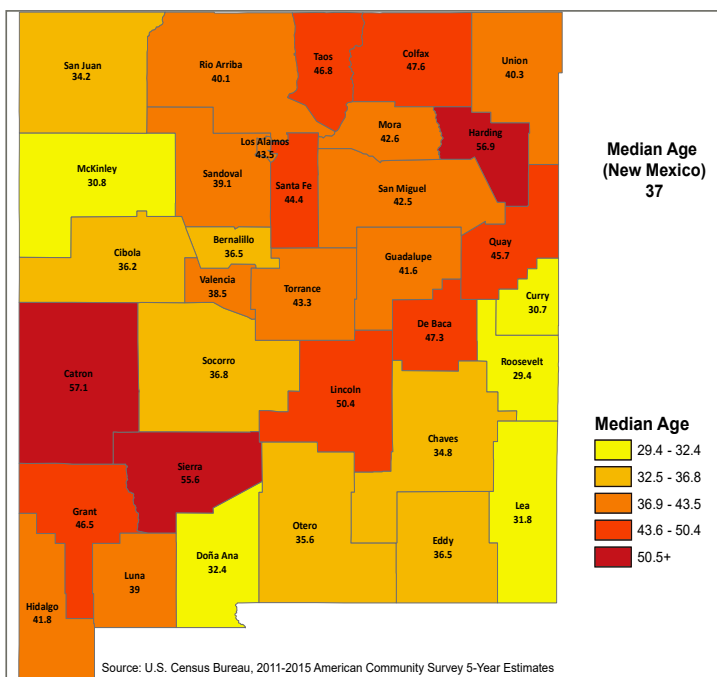 San Juan
34.2
Rio Arriba
40.1
Taos
46.8
Colfax
47.6
Union
40.3
Mora
42.6
Harding
56.9
Los Alamos
43.5
McKinley
30.8
Sandoval
39.1
Santa Fe
44.4
San Miguel
42.5
Quay
45.7
Cibola
36.2
Bernalillo
36.5
Guadalupe
41.6
Valencia
38.5
Torrance
43.3
Curry
30.7
De Baca
47.3
Roosevelt
29.4
Catron
57.1
Socorro
36.8
Lincoln
50.4
Chaves
34.8
Sierra
55.6
Grant
46.5
Otero
35.6
Lea
31.8
Eddy
36.5
Doña Ana
32.4
Luna
39
Hidalgo
41.8
Median Age
(New Mexico)
37
Median Age
29.4 - 32.4
32.5 - 36.8
36.9 - 43.5
43.6 - 50.4
50.5+
Source: U.S. Census Bureau, 2011-2015 American Community Survey 5-Year Estimates